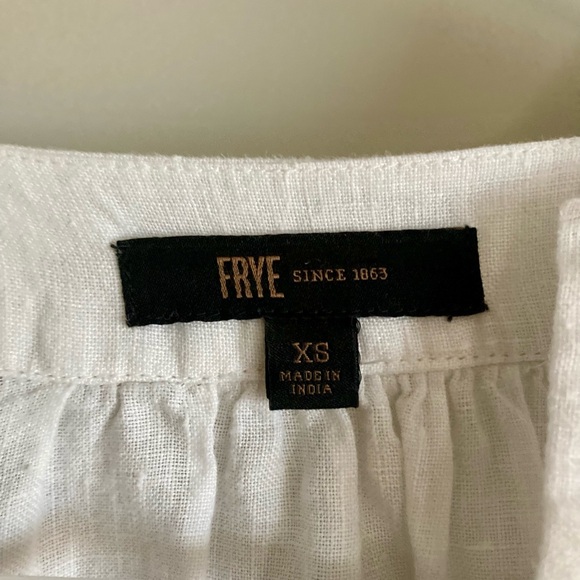 FRYE SINCE 1863
XS
MADE IN
INDIA